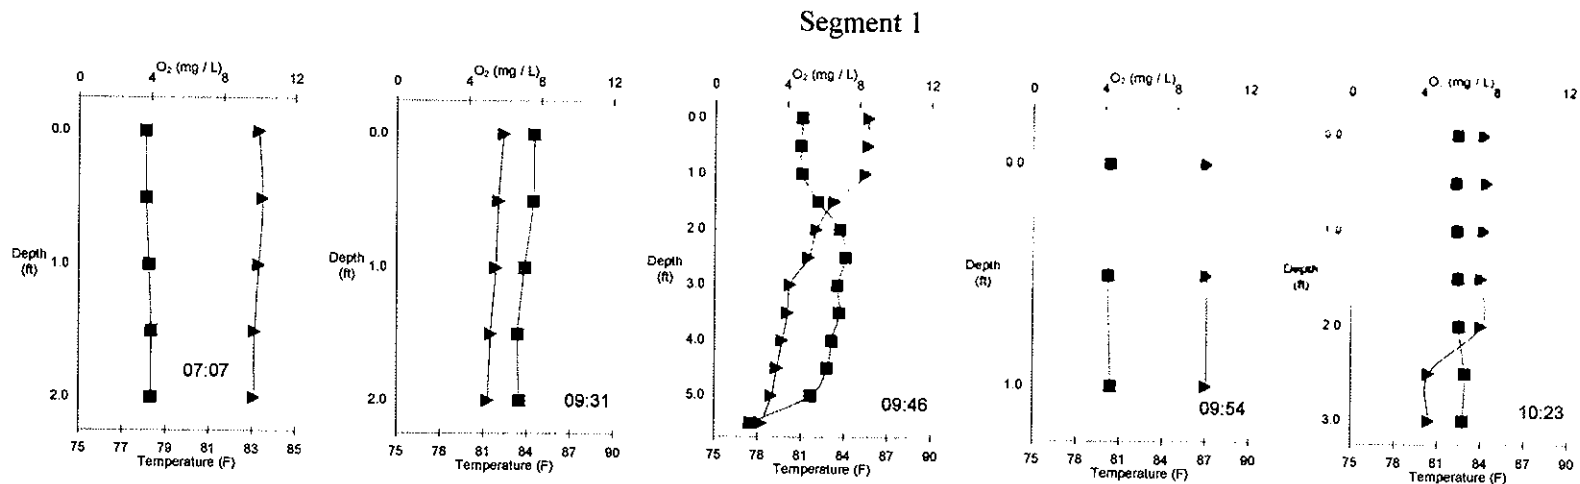 Segment 1
O₂ (mg / L)
0 4 8 12
0.0
Depth
(ft)
1.0
2.0
07:07
75 77 79 81 83 85
Temperature (F)
O₂ (mg / L)
0 4 8 12
0.0
Depth
(ft)
1.0
2.0
09:31
75 78 81 84 87 90
Temperature (F)
O₂ (mg / L)
0 4 8 12
0 0
1.0
2.0
Depth
(ft)
3.0
4.0
5.0
09:46
75 78 81 84 87 90
Temperature (F)
O₂ (mg / L)
0 4 8 12
0 0
Depth
(ft)
1.0
09:54
75 78 81 84 87 90
Temperature (F)
(mg / L)
0 4 8 12
0 0
Depth
(ft)
2.0
3.0
10:23
75 78 81 84 87 90
Temperature (F)